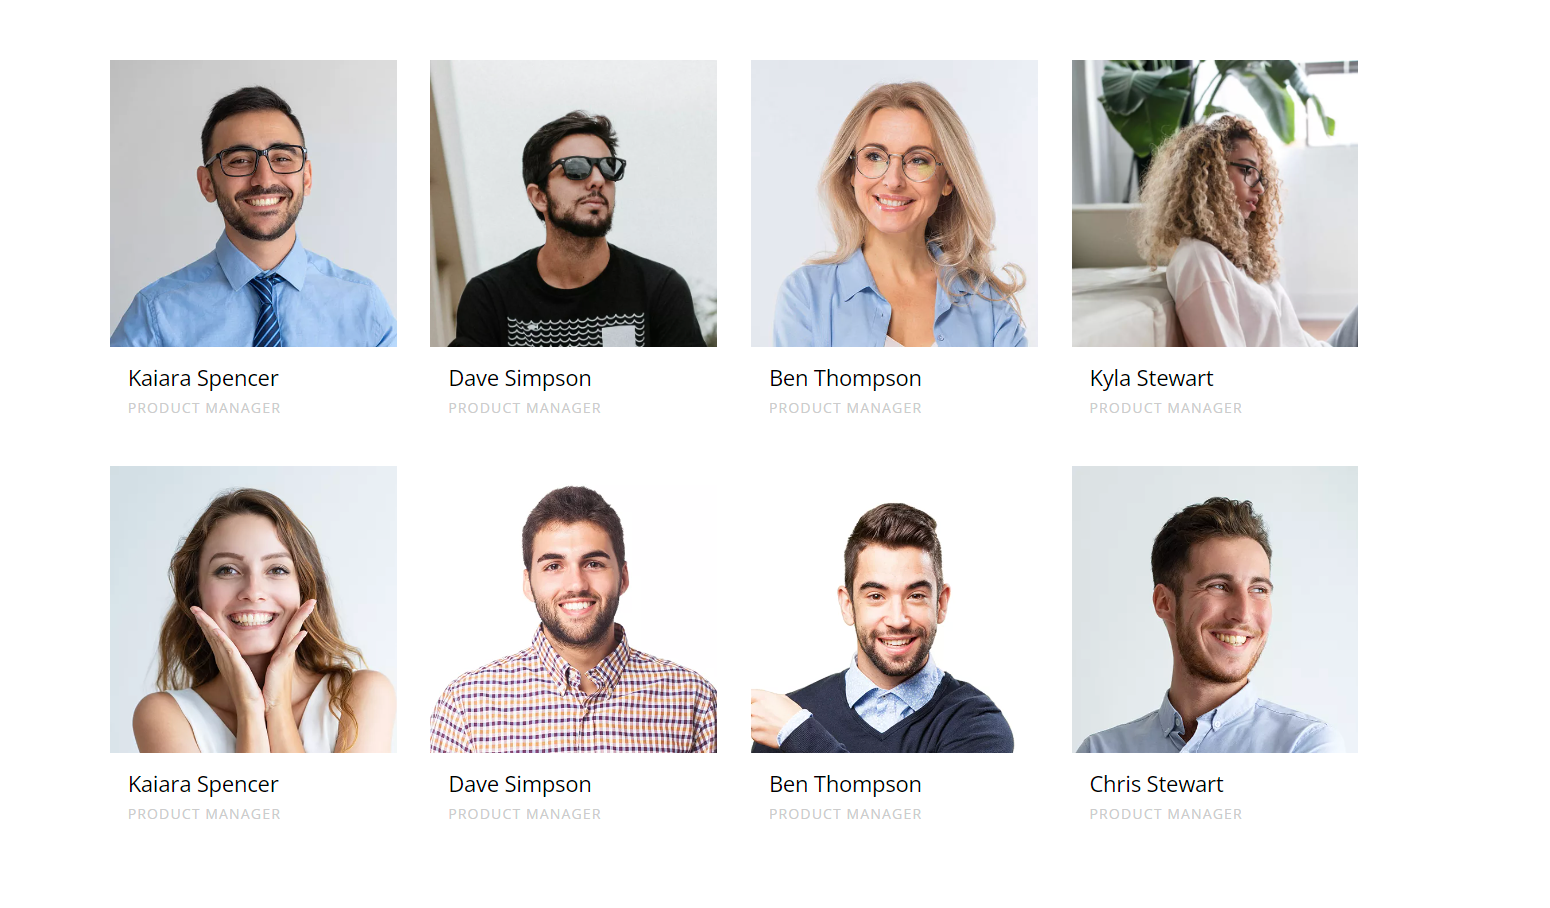 Kaiara Spencer
Dave Simpson
Ben Thompson
Kyla Stewart
PRODUCT MANAGER
PRODUCT MANAGER
PRODUCT MANAGER
PRODUCT MANAGER
Kaiara Spencer
Dave Simpson
Ben Thompson
Chris Stewart
PRODUCT MANAGER
PRODUCT MANAGER
PRODUCT MANAGER
PRODUCT MANAGER